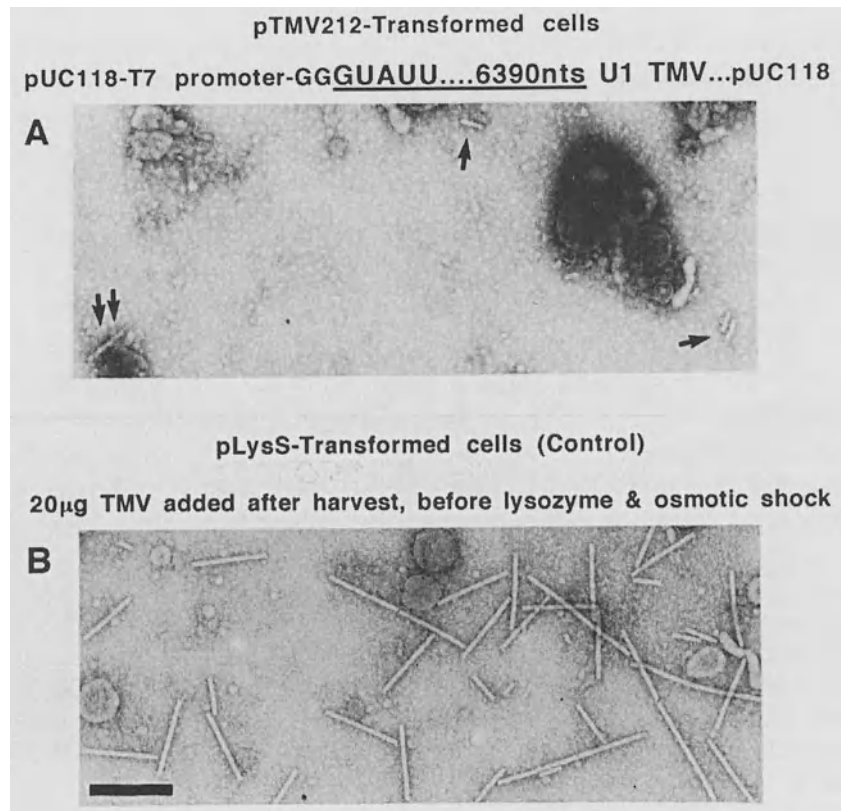 pTMV212-Transformed cells
pUC118-T7 promoter-GGGUAUU....6390nts U1 TMV...pUC118
A
pLysS-Transformed cells (Control)
20µg TMV added after harvest, before lysozyme & osmotic shock
B